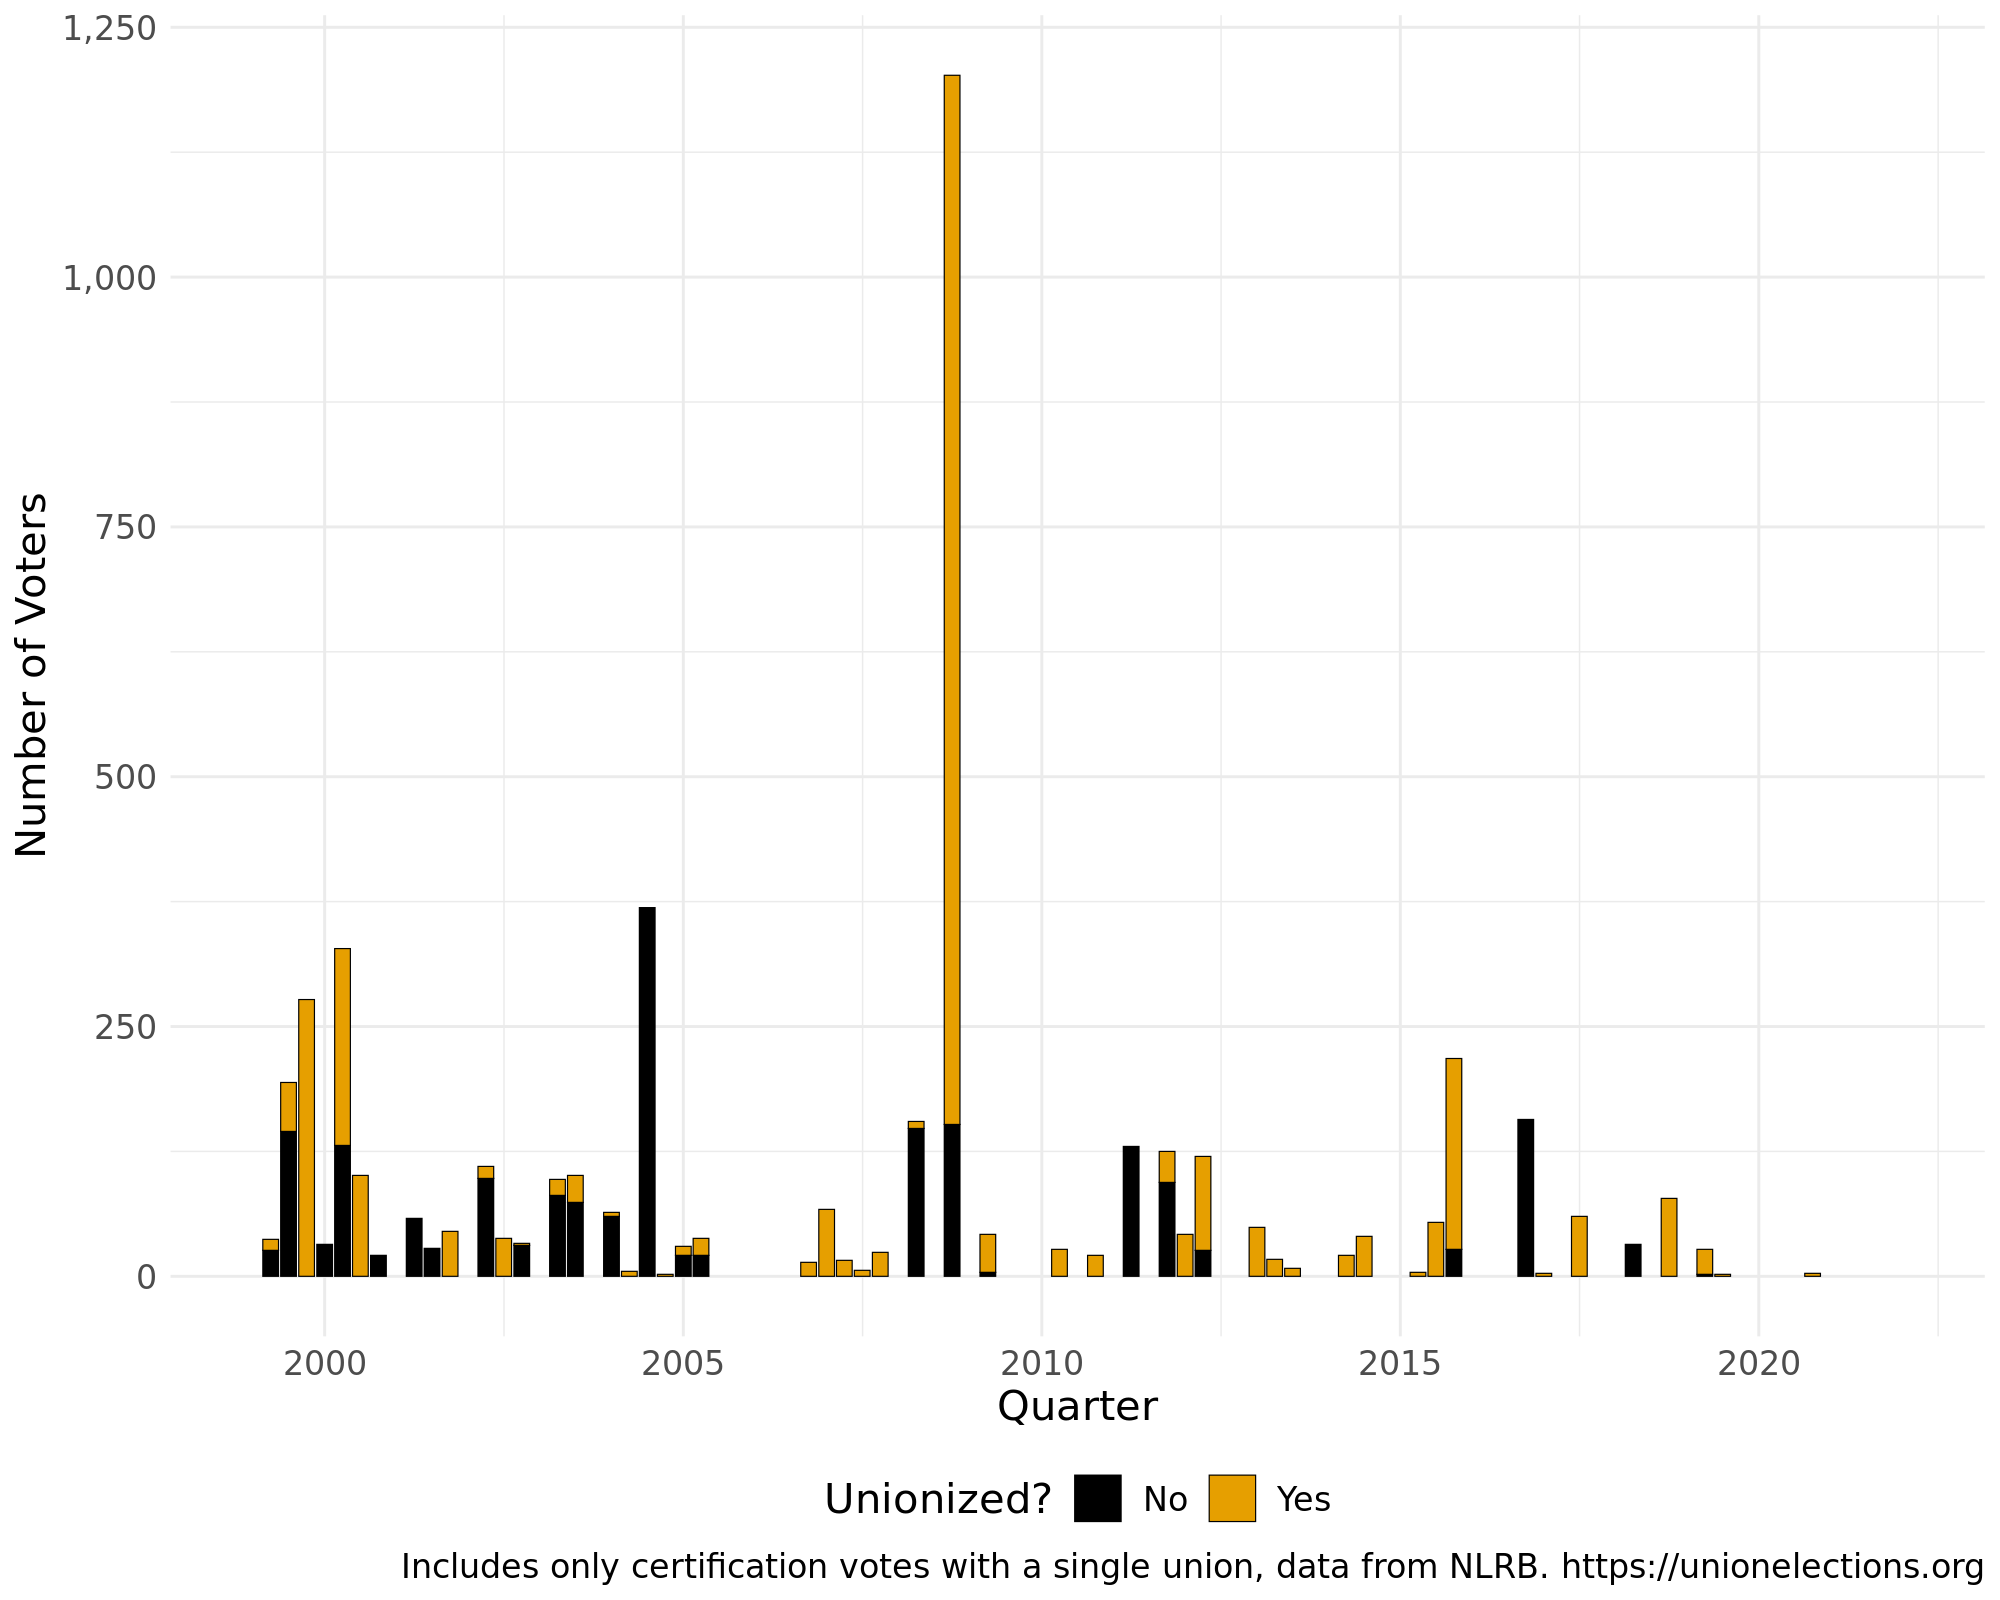 1,250
1,000
750
500
250
0
Number of Voters
2000 2005 2010 2015 2020
Quarter
Unionized? No Yes
Includes only certification votes with a single union, data from NLRB. https://unionelections.org